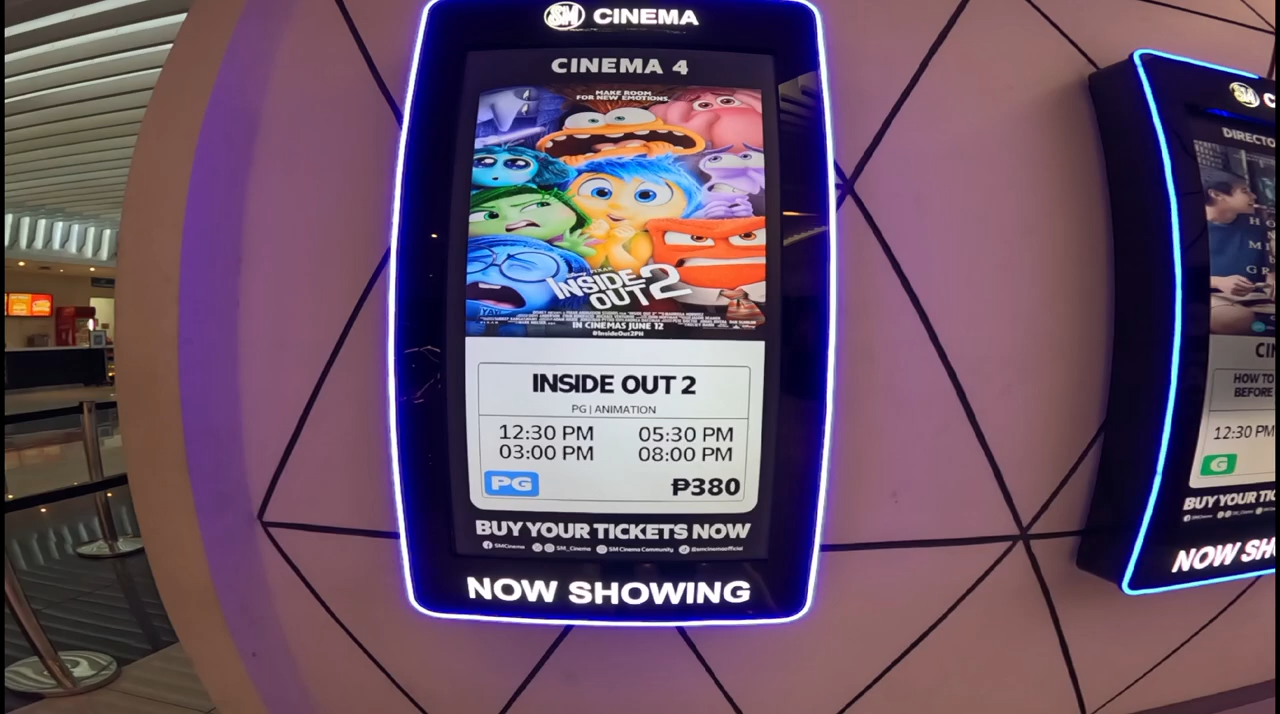 SM CINEMA
CINEMA 4
MAKE ROOM
FOR NEW EMOTIONS.
DISNEY · PIXAR
INSIDE
OUT 2
IN CINEMAS JUNE 12
#InsideOut2PH
INSIDE OUT 2
PG | ANIMATION
12:30 PM 05:30 PM
03:00 PM 08:00 PM
PG ₱380
BUY YOUR TICKETS NOW
SMCinema SM_Cinema SM Cinema Community @smcinemaofficial
NOW SHOWING
SM C
DIRECTO
CIN
HOW TO
BEFORE
12:30 PM
G
BUY YOUR TIC
NOW SH